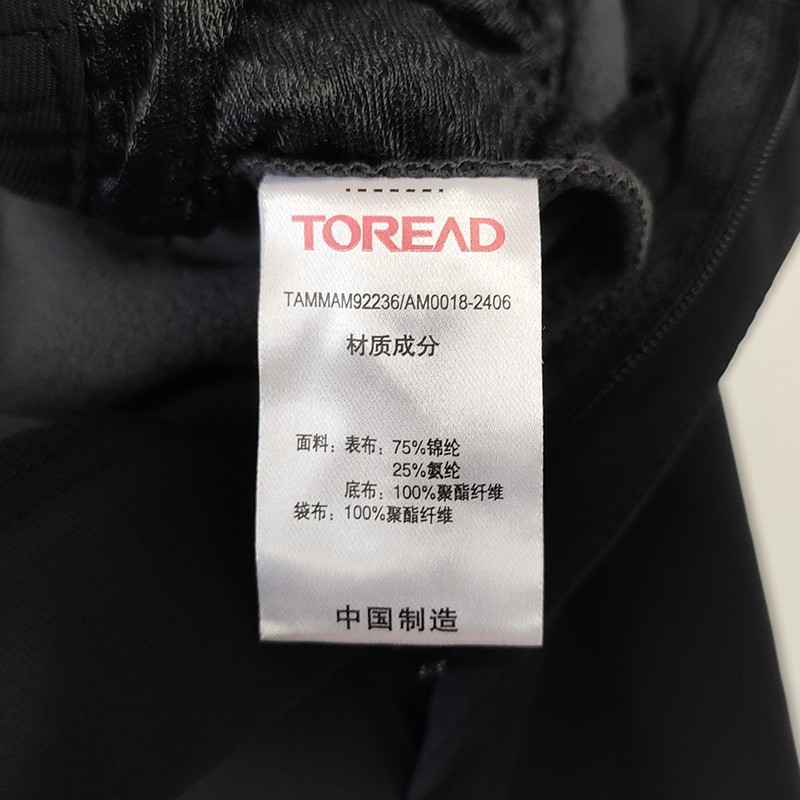 TOREAD
TAMMAM92236/AM0018-2406
材质成分
面料：表布：75%锦纶
25%氨纶
底布：100%聚酯纤维
袋布：100%聚酯纤维
中国制造